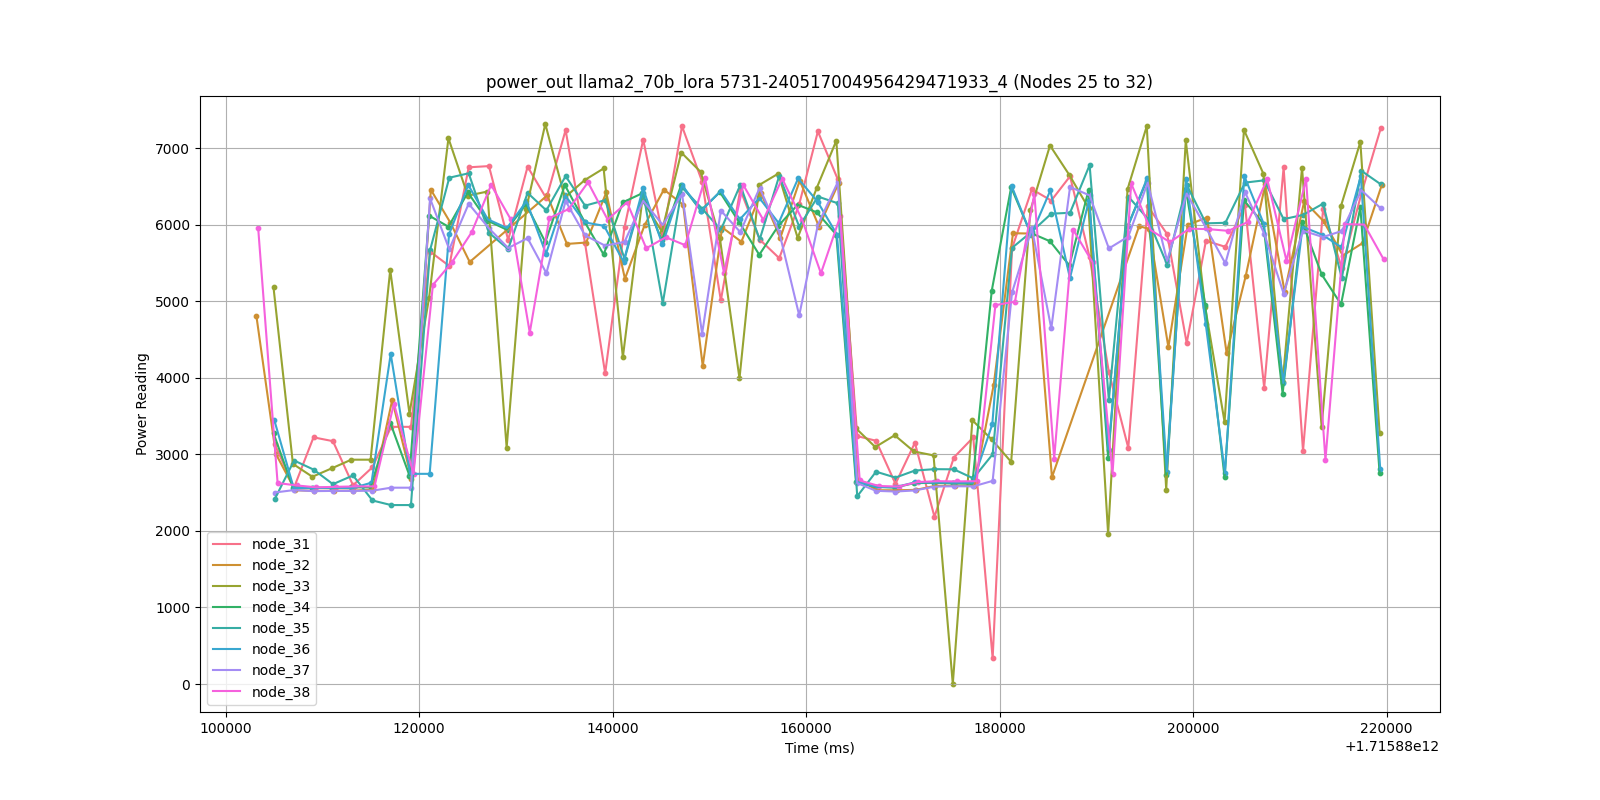 power_out llama2_70b_lora 5731-240517004956429471933_4 (Nodes 25 to 32)
Power Reading
7000
6000
5000
4000
3000
2000
1000
0
node_31
node_32
node_33
node_34
node_35
node_36
node_37
node_38
100000 120000 140000 160000 180000 200000 220000
Time (ms)
+1.71588e12